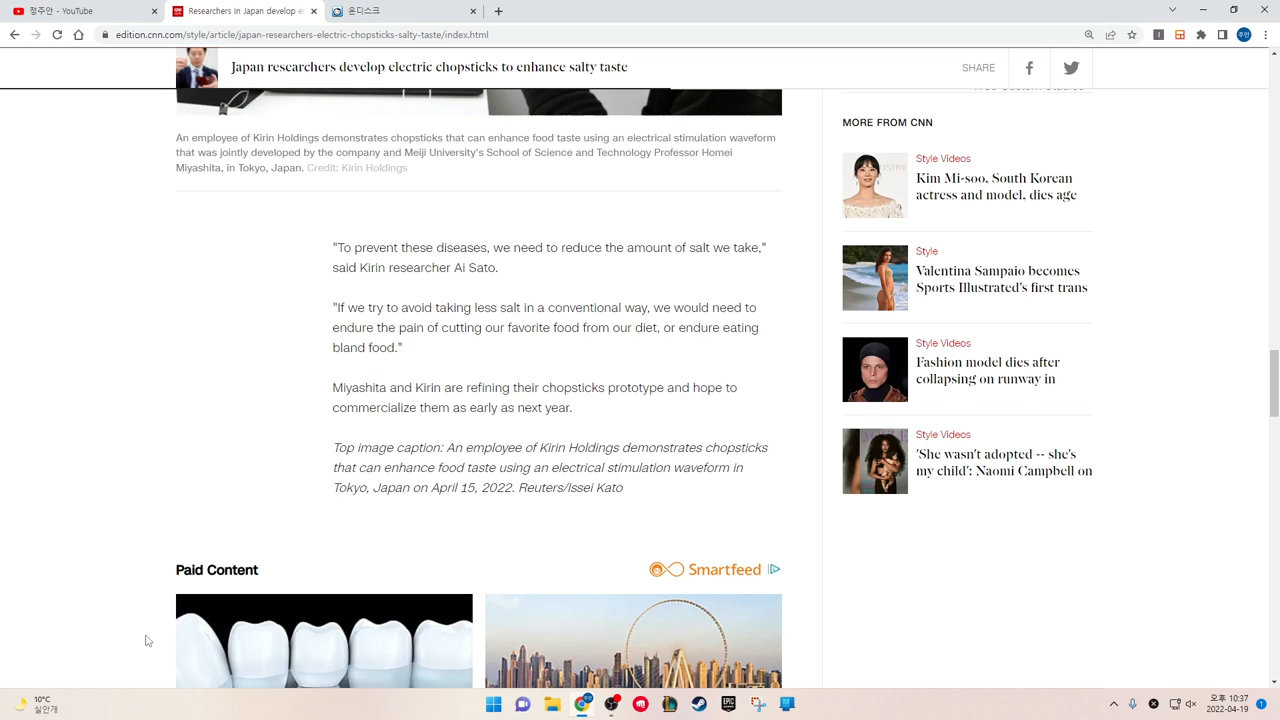 정주안 - YouTube
Researchers in Japan develop e
온디스크
edition.cnn.com/style/article/japan-researchers-electric-chopsticks-salty-taste/index.html
주안
Japan researchers develop electric chopsticks to enhance salty taste
SHARE
An employee of Kirin Holdings demonstrates chopsticks that can enhance food taste using an electrical stimulation waveform
that was jointly developed by the company and Meiji University's School of Science and Technology Professor Homei
Miyashita, in Tokyo, Japan. Credit: Kirin Hoidings
"To prevent these diseases, we need to reduce the amount of salt we take,"
said Kirin researcher Ai Sato.
"If we try to avoid taking less salt in a conventional way, we would need to
endure the pain of cutting our favorite food from our diet, or endure eating
bland food."
Miyashita and Kirin are refining their chopsticks prototype and hope to
commercialize them as early as next year.
Top image caption: An employee of Kirin Holdings demonstrates chopsticks
that can enhance food taste using an electrical stimulation waveform in
Tokyo, Japan on April 15, 2022. Reuters/Issei Kato
Paid Content
Smartfeed
MORE FROM CNN
Style Videos
Kim Mi-soo, South Korean
actress and model, dies age
Style
Valentina Sampaio becomes
Sports Illustrated's first trans
Style Videos
Fashion model dies after
collapsing on runway in
Style Videos
'She wasn't adopted -- she's
my child': Naomi Campbell on
10°C
실안개
EPIC
오후 10:37
2022-04-19
1